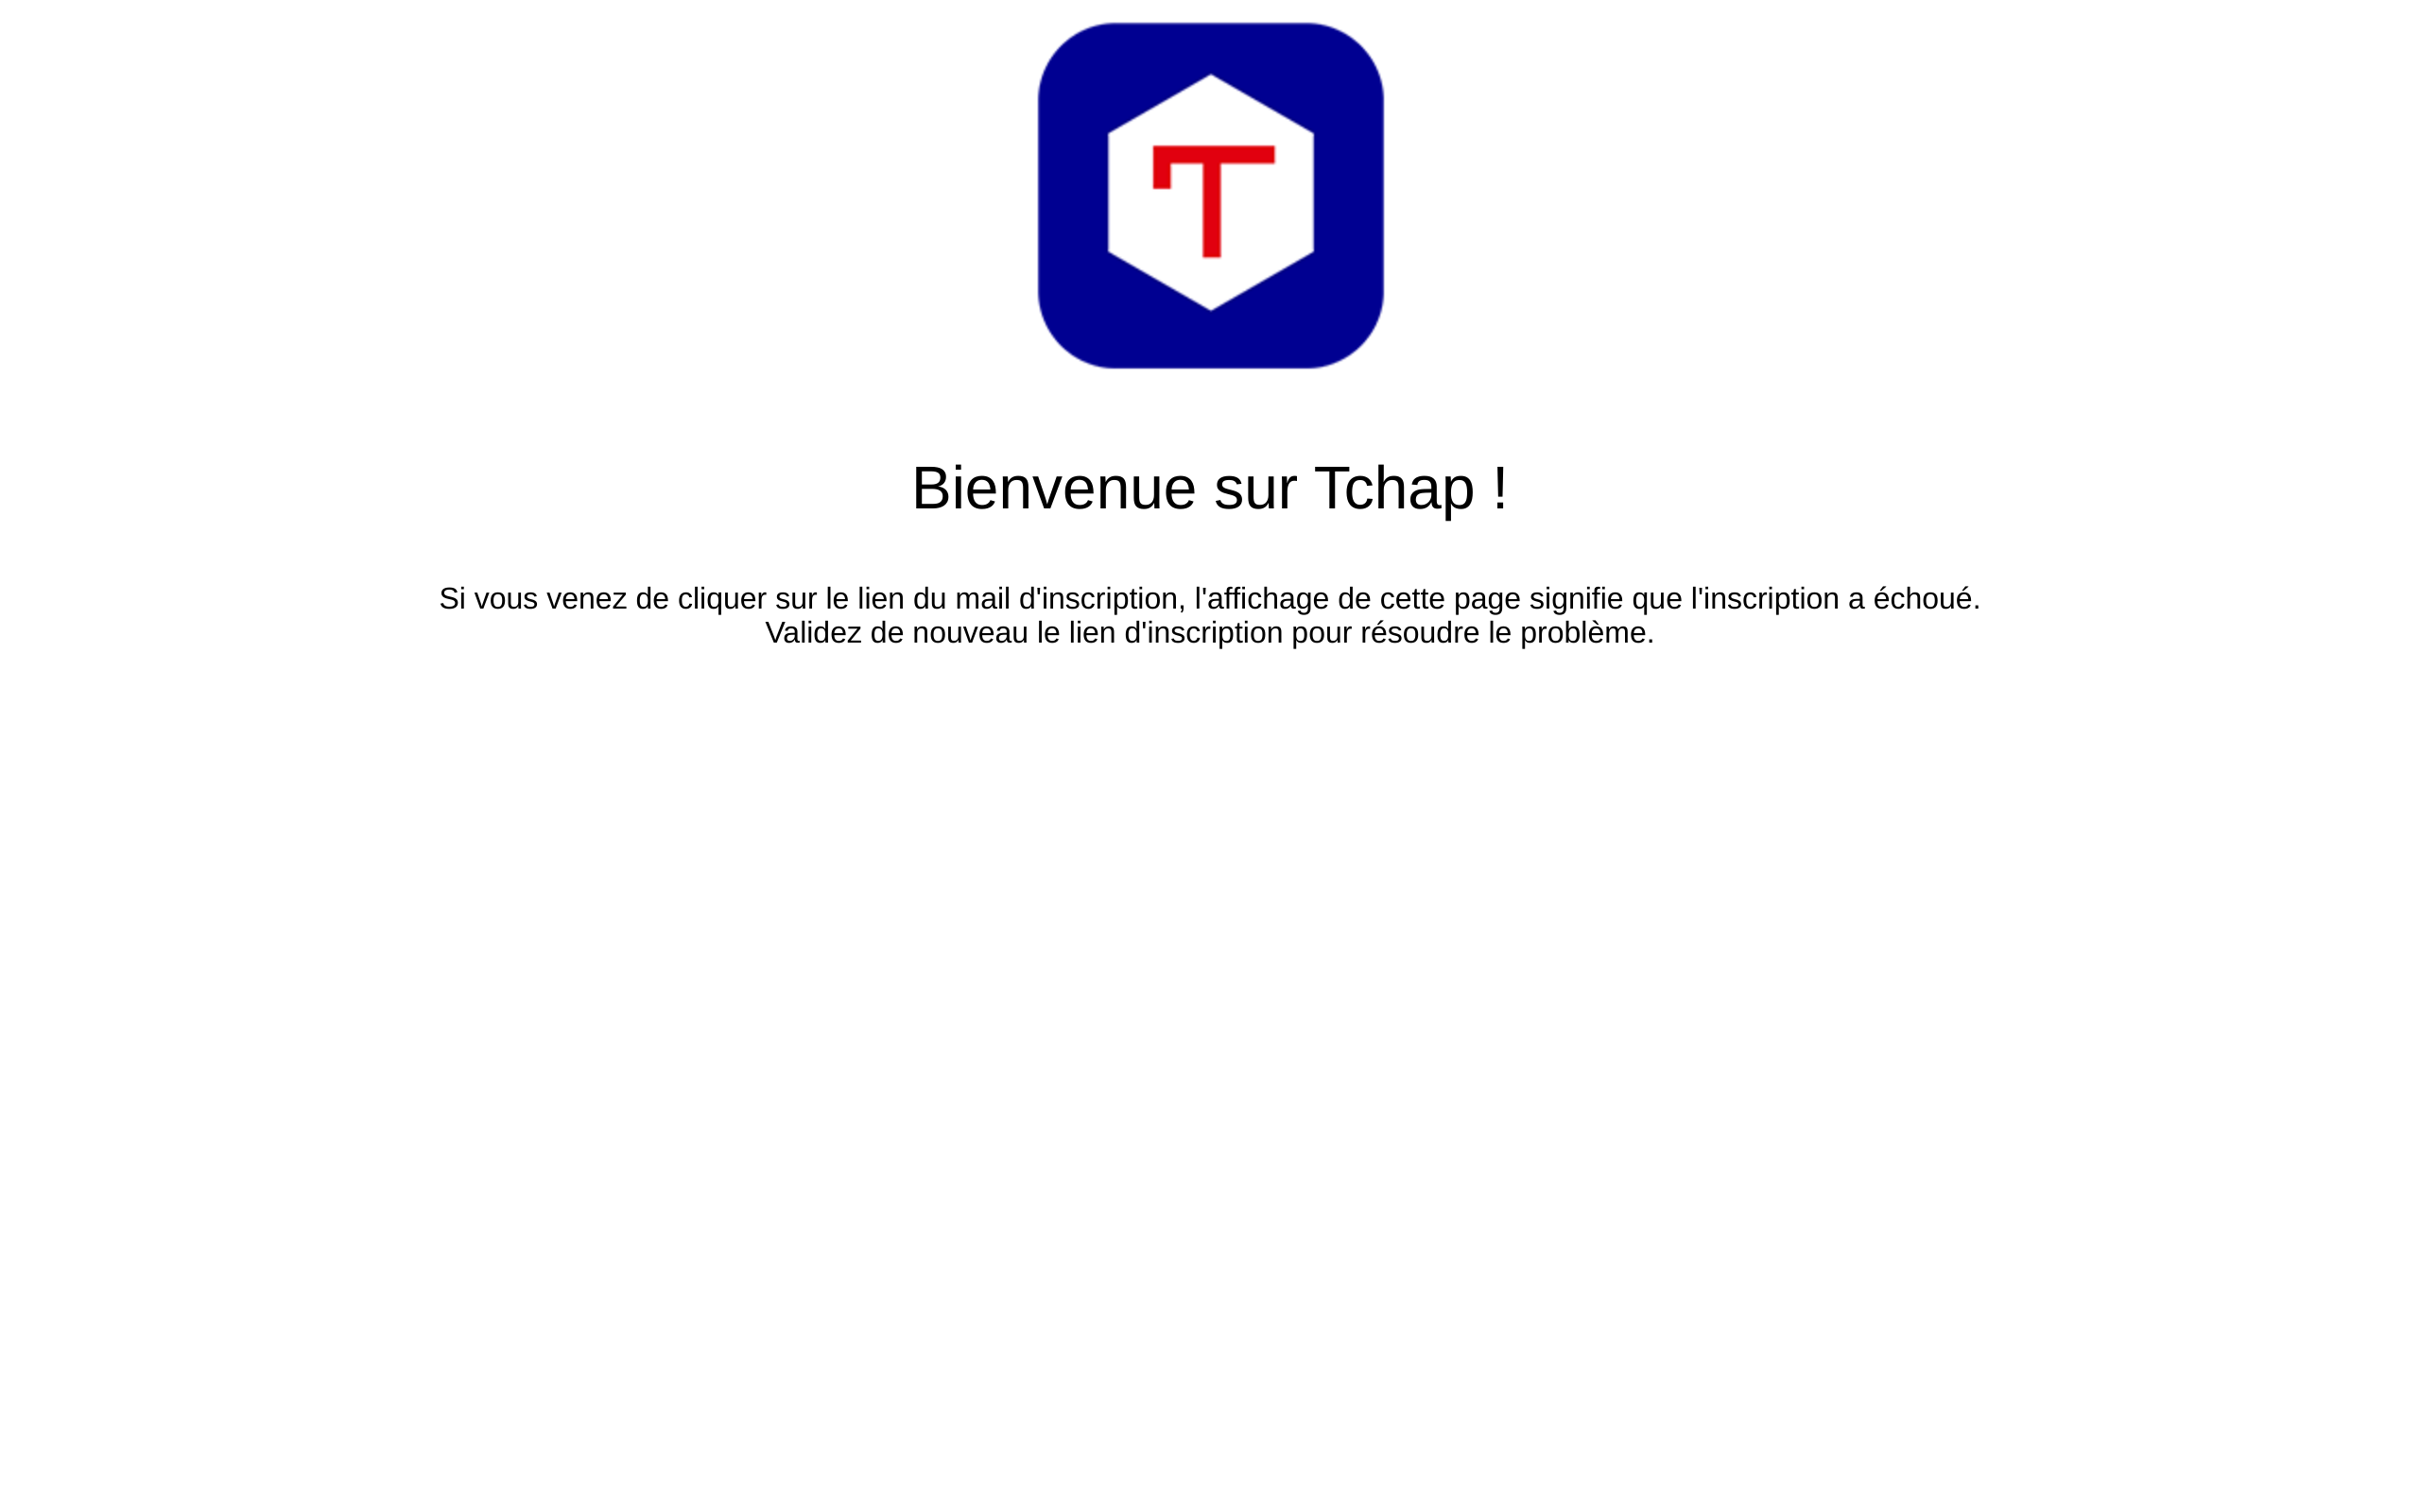 T
Bienvenue sur Tchap !
Si vous venez de cliquer sur le lien du mail d'inscription, l'affichage de cette page signifie que l'inscription a échoué.
Validez de nouveau le lien d'inscription pour résoudre le problème.